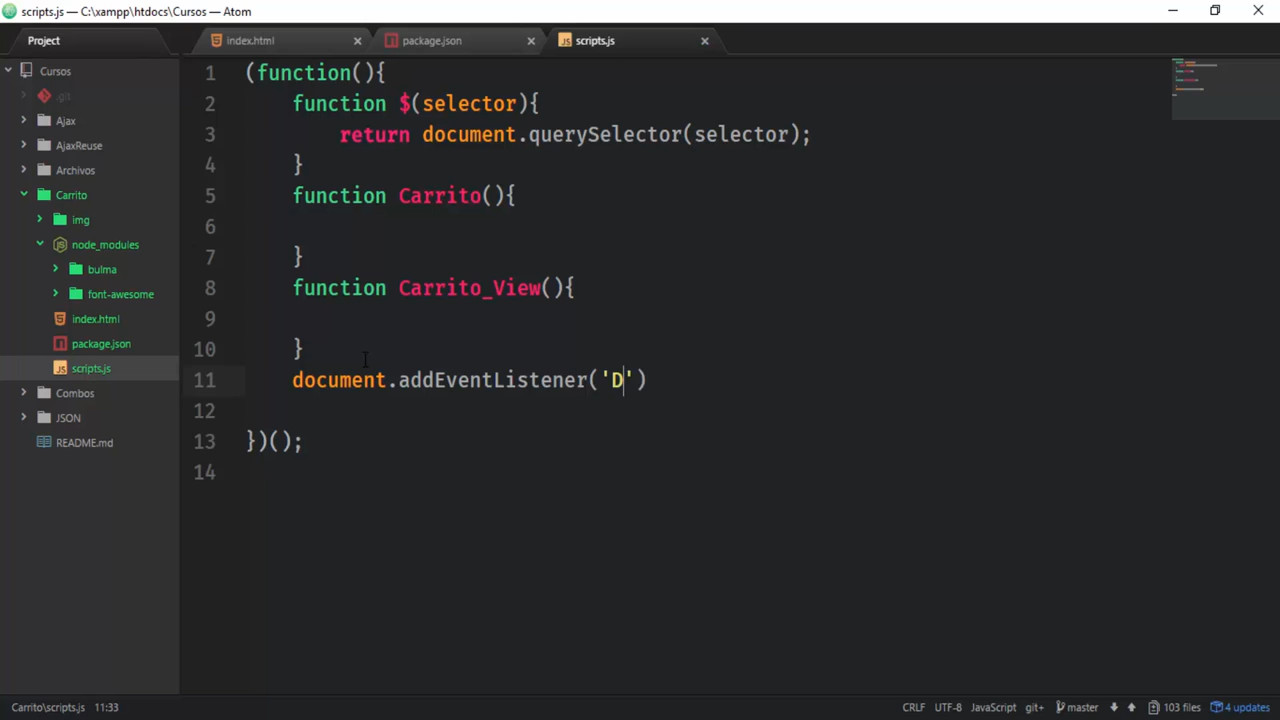 scripts.js — C:\xampp\htdocs\Cursos — Atom
Project
index.html
package.json
scripts.js
Cursos
.git
Ajax
AjaxReuse
Archivos
Carrito
img
node_modules
bulma
font-awesome
index.html
package.json
scripts.js
Combos
JSON
README.md
1 (function(){
2 function $(selector){
3 return document.querySelector(selector);
4 }
5 function Carrito(){
6
7 }
8 function Carrito_View(){
9
10 }
11 document.addEventListener('D')
12
13 })();
14
Carrito\scripts.js 11:33 CRLF UTF-8 JavaScript git+ master 103 files 4 updates